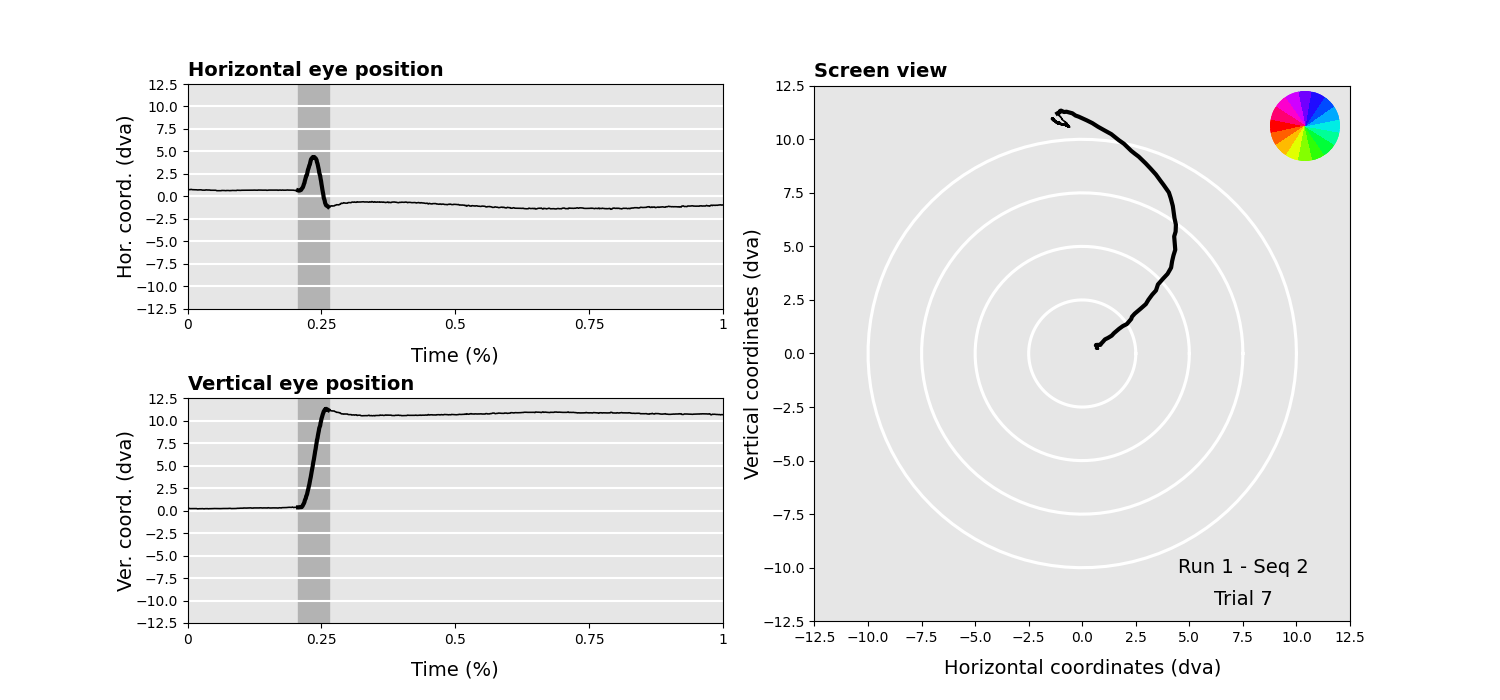 Horizontal eye position
Hor. coord. (dva)
12.5
10.0
7.5
5.0
2.5
0.0
−2.5
−5.0
−7.5
−10.0
−12.5
0 0.25 0.5 0.75 1
Time (%)
Vertical eye position
Ver. coord. (dva)
12.5
10.0
7.5
5.0
2.5
0.0
−2.5
−5.0
−7.5
−10.0
−12.5
0 0.25 0.5 0.75 1
Time (%)
Screen view
Vertical coordinates (dva)
12.5
10.0
7.5
5.0
2.5
0.0
−2.5
−5.0
−7.5
−10.0
−12.5
Run 1 - Seq 2
Trial 7
−12.5 −10.0 −7.5 −5.0 −2.5 0.0 2.5 5.0 7.5 10.0 12.5
Horizontal coordinates (dva)